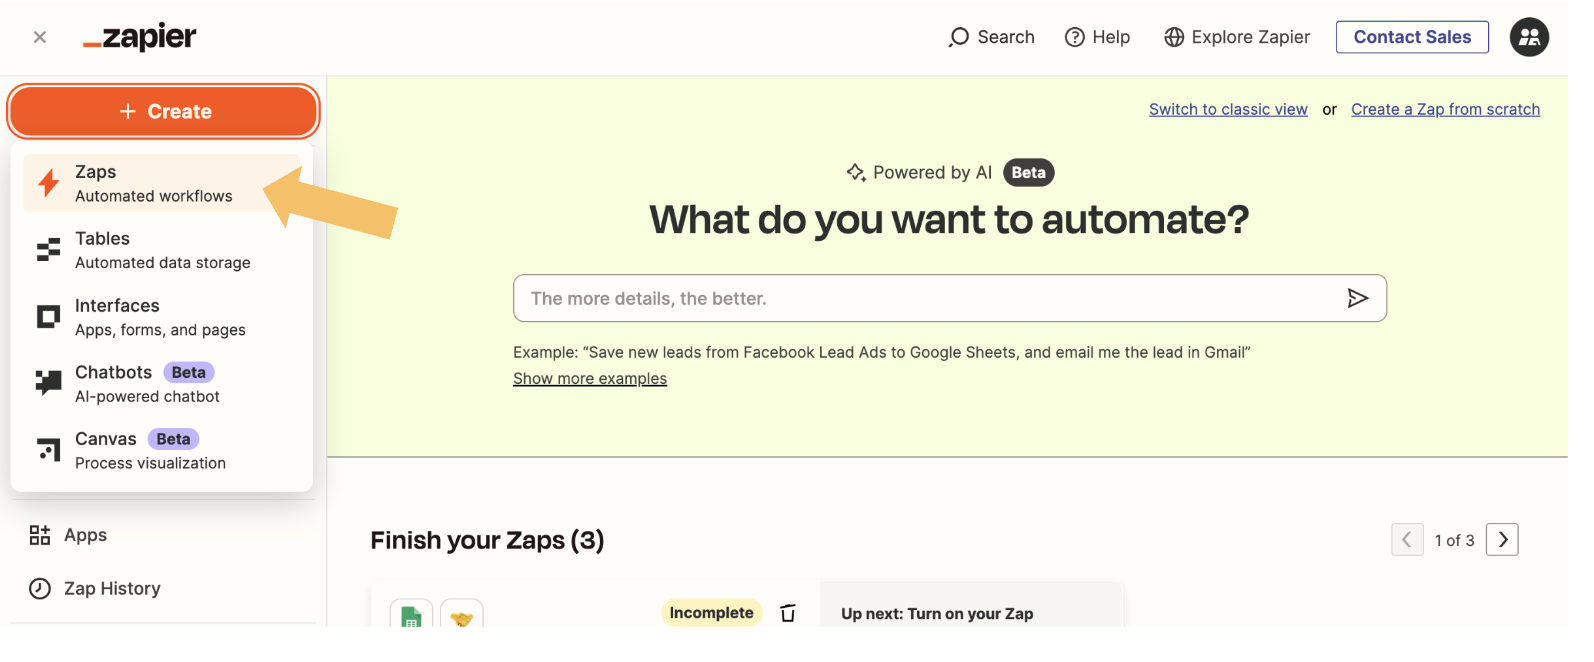 _zapier
Search
Help
Explore Zapier
Contact Sales
+ Create
Zaps
Automated workflows
Tables
Automated data storage
Interfaces
Apps, forms, and pages
Chatbots Beta
AI-powered chatbot
Canvas Beta
Process visualization
Apps
Zap History
Switch to classic view or Create a Zap from scratch
Powered by AI Beta
What do you want to automate?
The more details, the better.
Example: “Save new leads from Facebook Lead Ads to Google Sheets, and email me the lead in Gmail”
Show more examples
Finish your Zaps (3)
1 of 3
Incomplete
Up next: Turn on your Zap